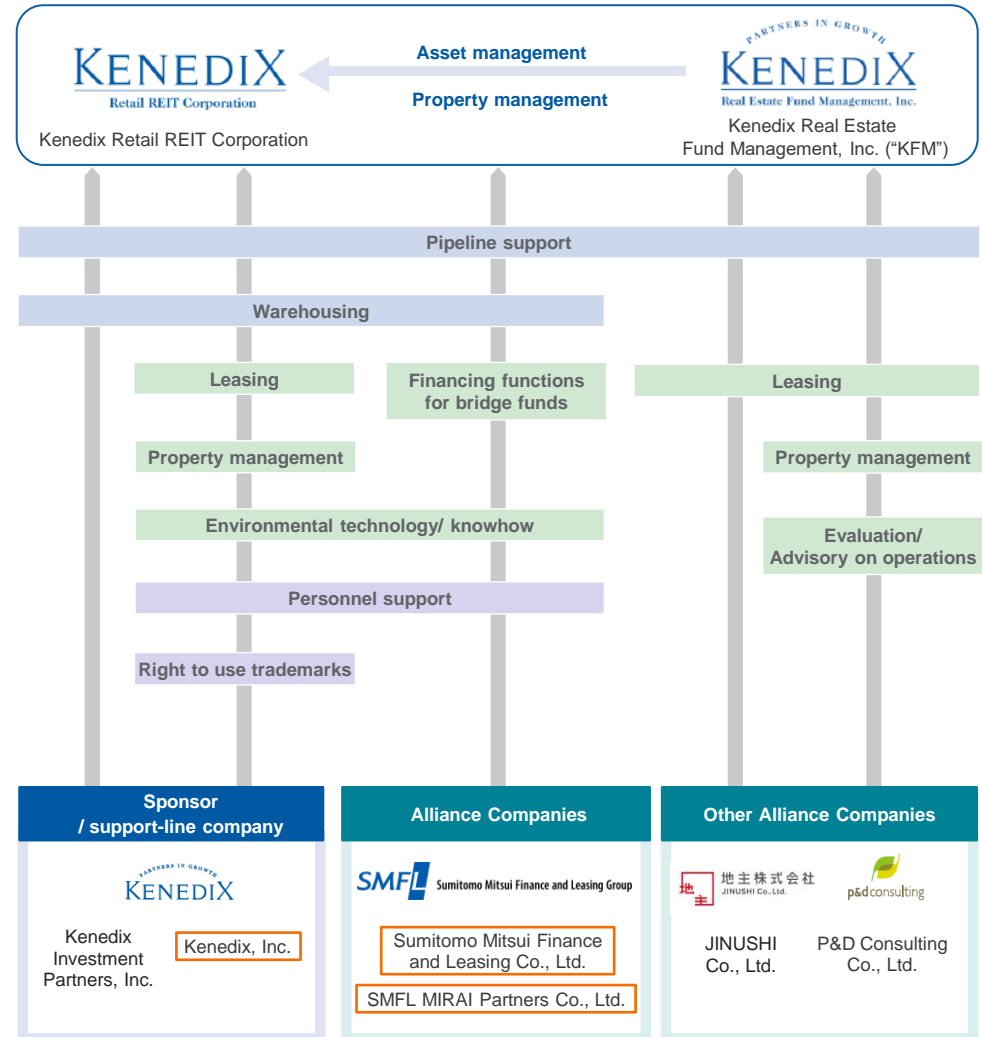 KENEDIX
Retail REIT Corporation
Kenedix Retail REIT Corporation
Asset management
Property management
PARTNERS IN GROWTH
KENEDIX
Real Estate Fund Management, Inc.
Kenedix Real Estate
Fund Management, Inc. (“KFM”)
Pipeline support
Warehousing
Leasing
Financing functions
for bridge funds
Leasing
Property management
Property management
Environmental technology/ knowhow
Evaluation/
Advisory on operations
Personnel support
Right to use trademarks
Sponsor
/ support-line company
Alliance Companies
Other Alliance Companies
PARTNERS IN GROWTH
KENEDIX
Kenedix
Investment
Partners, Inc.
Kenedix, Inc.
SMFL Sumitomo Mitsui Finance and Leasing Group
Sumitomo Mitsui Finance
and Leasing Co., Ltd.
SMFL MIRAI Partners Co., Ltd.
地主
地主株式会社
JINUSHI Co., Ltd.
JINUSHI
Co., Ltd.
p&dconsulting
P&D Consulting
Co., Ltd.